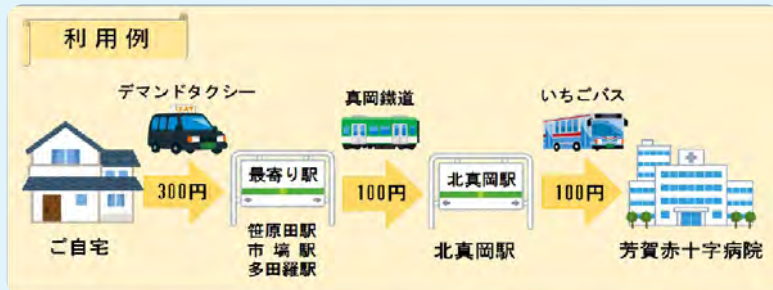 利用例
デマンドタクシー
真岡鐵道
いちごバス
TAXI
300円
最寄り駅
100円
北真岡駅
100円
ご自宅
笹原田駅
市塙駅
多田羅駅
北真岡駅
芳賀赤十字病院